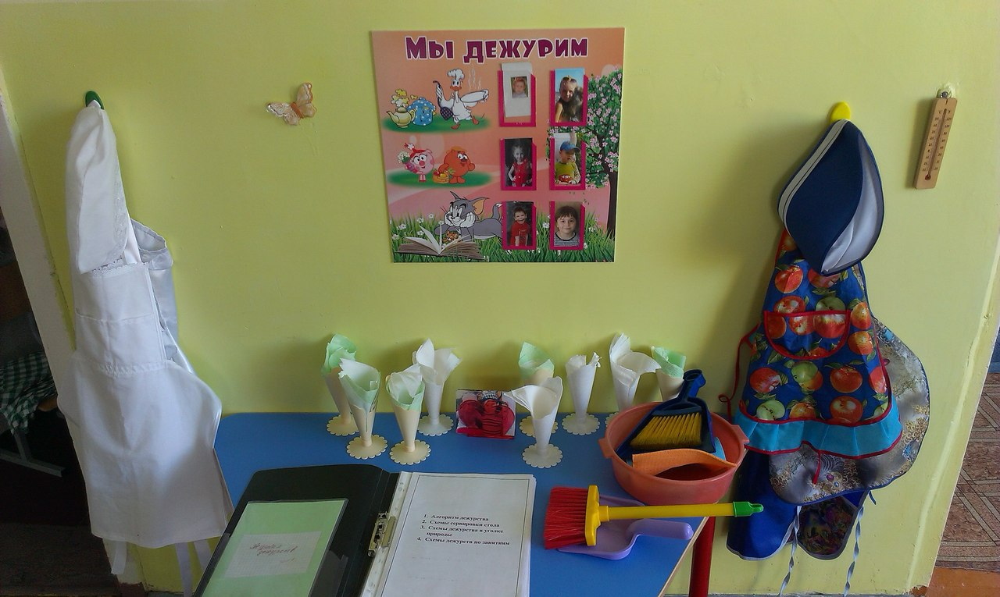 Мы дежурим
1. Алгоритм дежурства
2. Схемы сервировки стола
3. Схемы дежурства в уголке
природы
4. Схемы дежурств по занятиям